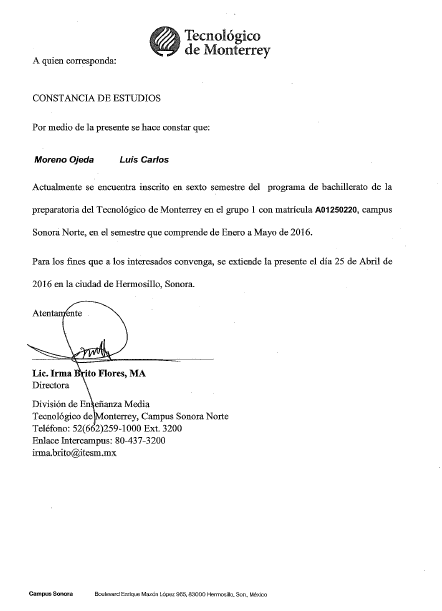 Tecnológico
de Monterrey
A quien corresponda:
CONSTANCIA DE ESTUDIOS
Por medio de la presente se hace constar que:
Moreno Ojeda Luis Carlos
Actualmente se encuentra inscrito en sexto semestre del programa de bachillerato de la
preparatoria del Tecnológico de Monterrey en el grupo 1 con matrícula A01250220, campus
Sonora Norte, en el semestre que comprende de Enero a Mayo de 2016.
Para los fines que a los interesados convenga, se extiende la presente el día 25 de Abril de
2016 en la ciudad de Hermosillo, Sonora.
Atentamente
Lic. Irma Brito Flores, MA
Directora
División de Enseñanza Media
Tecnológico de Monterrey, Campus Sonora Norte
Teléfono: 52(662)259-1000 Ext. 3200
Enlace Intercampus: 80-437-3200
irma.brito@itesm.mx
Campus Sonora Boulevard Enrique Mazón López 965, 83000 Hermosillo, Son., México